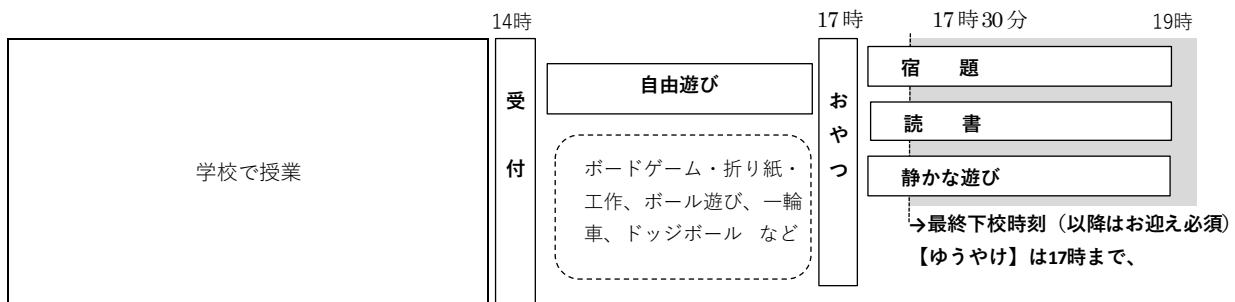 14時
17時
17時30分
19時
学校で授業
受付
自由遊び
ボードゲーム・折り紙・
工作、ボール遊び、一輪
車、ドッジボール　など
おやつ
宿　題
読　書
静かな遊び
→最終下校時刻（以降はお迎え必須）
【ゆうやけ】は17時まで、